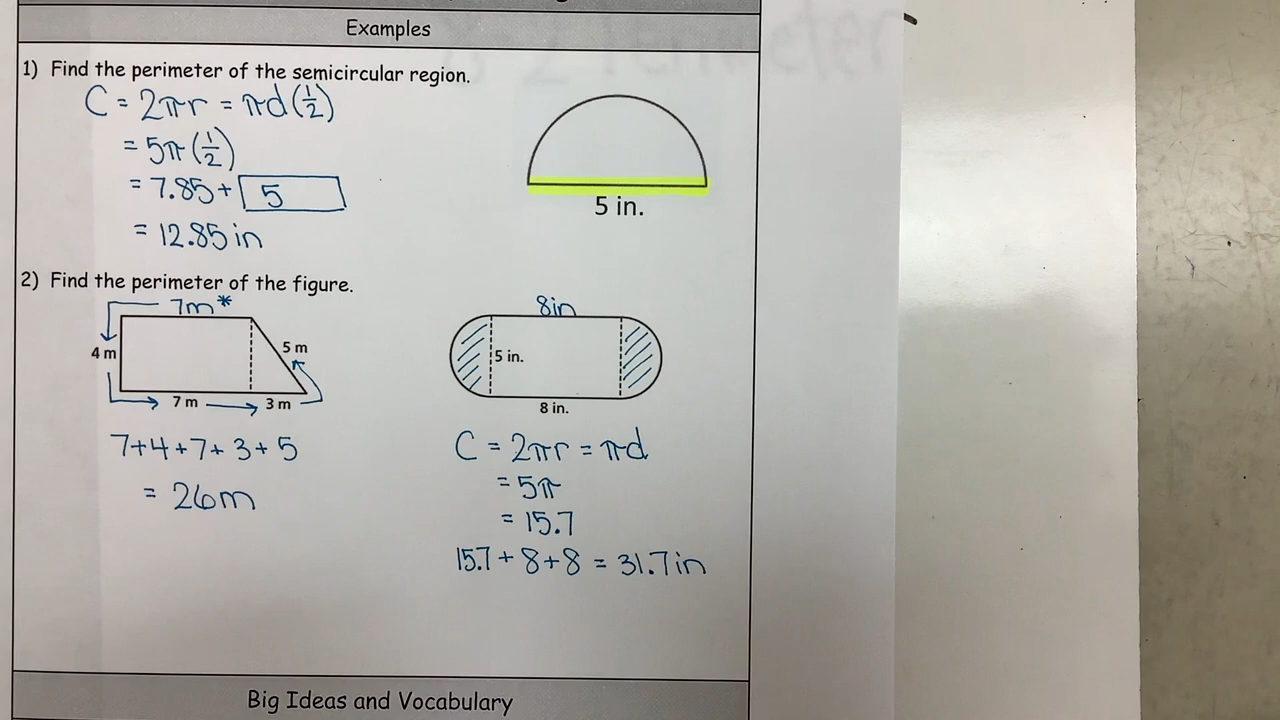 Examples
1) Find the perimeter of the semicircular region.
C = 2πr = πd(1/2)
= 5π(1/2)
= 7.85 + 5
= 12.85 in
5 in.
2) Find the perimeter of the figure.
7m*
4 m
5 m
7 m
3 m
7+4+7+3+5
= 26m
8in
5 in.
8 in.
C = 2πr = πd
= 5π
= 15.7
15.7 + 8 + 8 = 31.7in
Big Ideas and Vocabulary